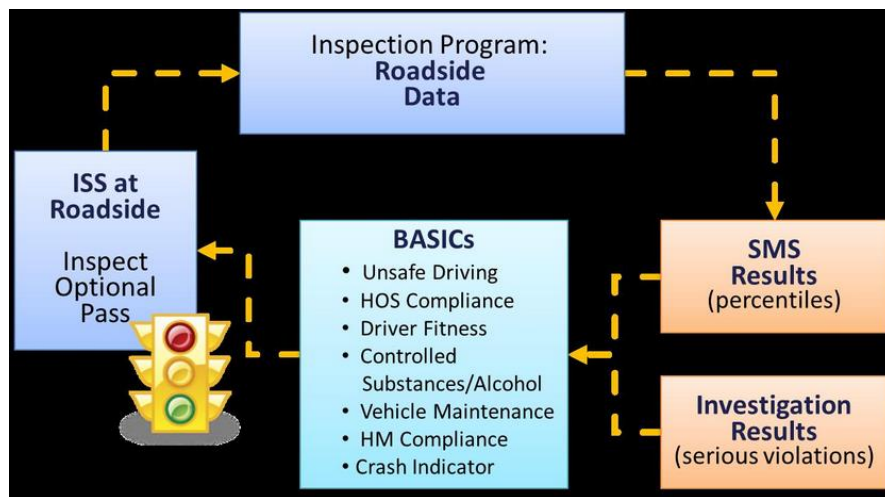 Inspection Program:
Roadside
Data
ISS at
Roadside
Inspect
Optional
Pass
BASICs
• Unsafe Driving
• HOS Compliance
• Driver Fitness
• Controlled
Substances/Alcohol
• Vehicle Maintenance
• HM Compliance
• Crash Indicator
SMS
Results
(percentiles)
Investigation
Results
(serious violations)